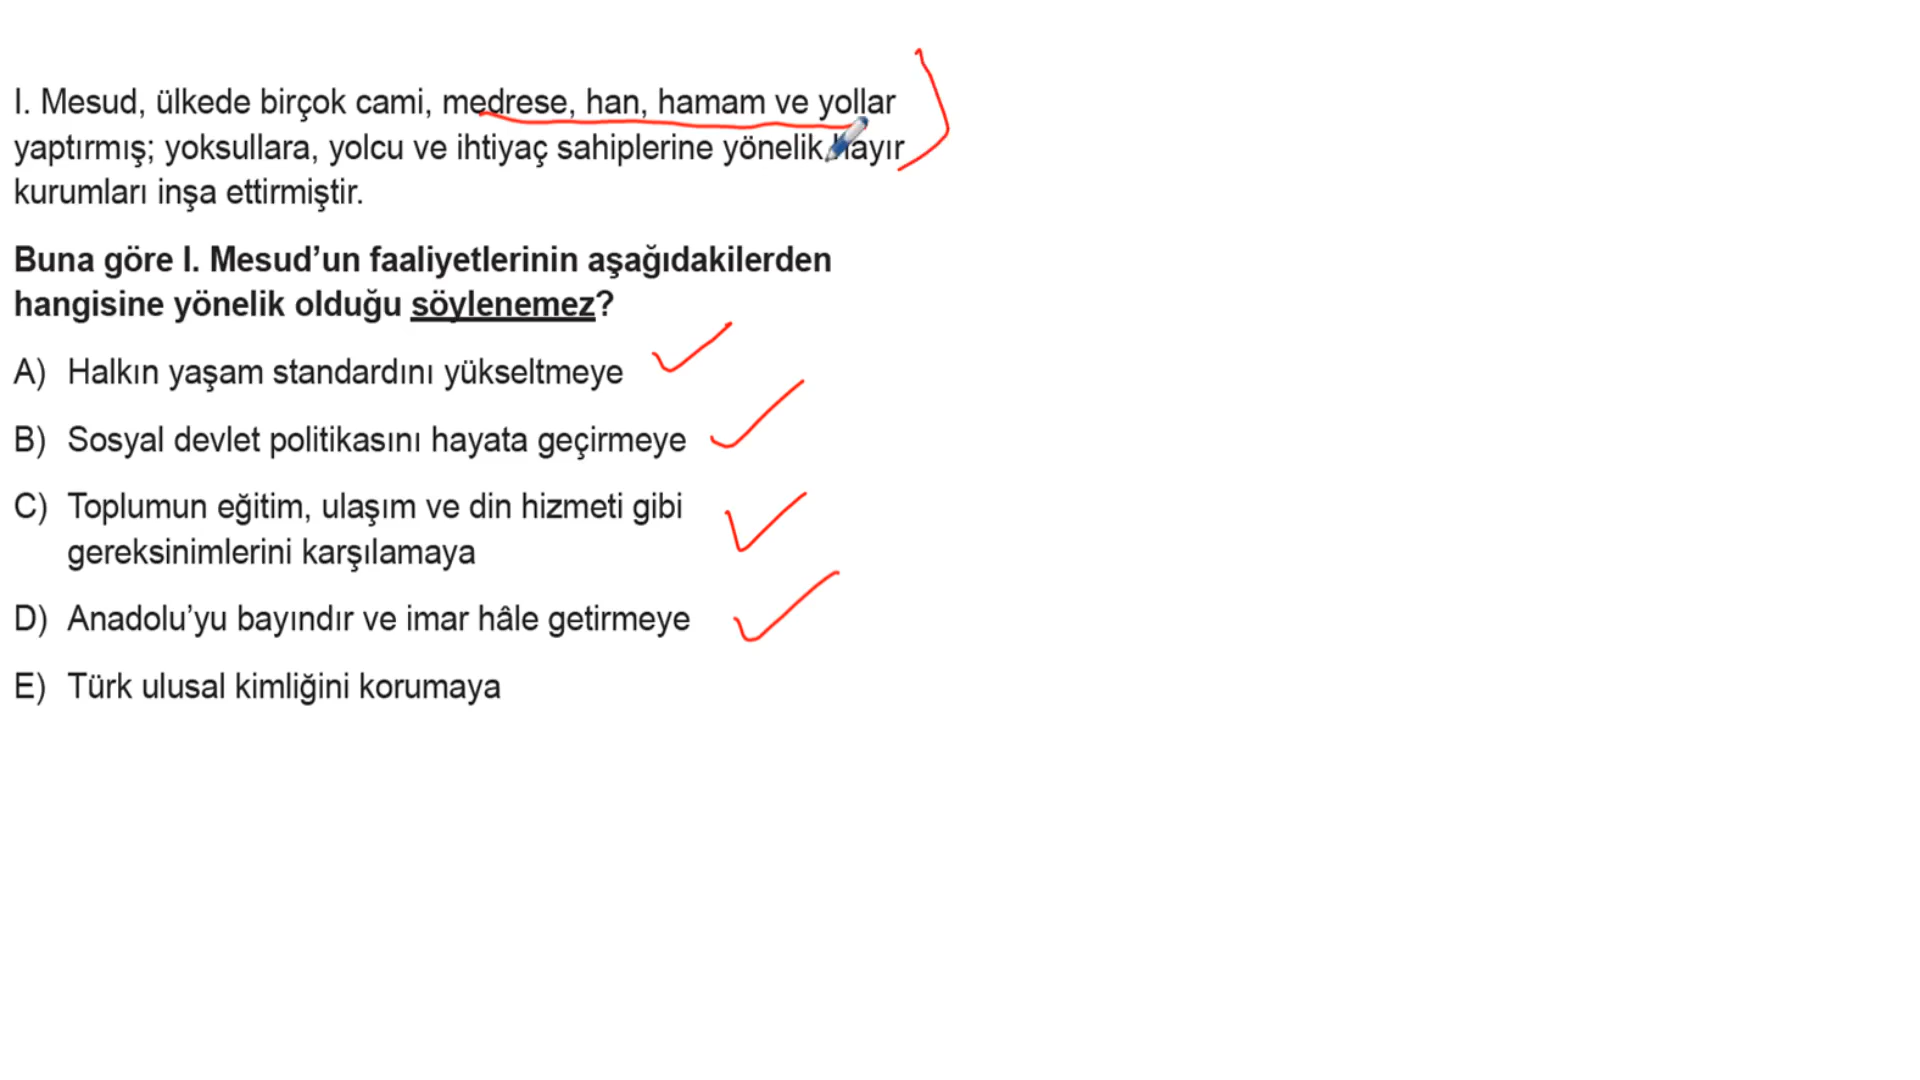 I. Mesud, ülkede birçok cami, medrese, han, hamam ve yollar
yaptırmış; yoksullara, yolcu ve ihtiyaç sahiplerine yönelik hayır
kurumları inşa ettirmiştir.
Buna göre I. Mesud’un faaliyetlerinin aşağıdakilerden
hangisine yönelik olduğu söylenemez?
A) Halkın yaşam standardını yükseltmeye
B) Sosyal devlet politikasını hayata geçirmeye
C) Toplumun eğitim, ulaşım ve din hizmeti gibi
gereksinimlerini karşılamaya
D) Anadolu’yu bayındır ve imar hâle getirmeye
E) Türk ulusal kimliğini korumaya